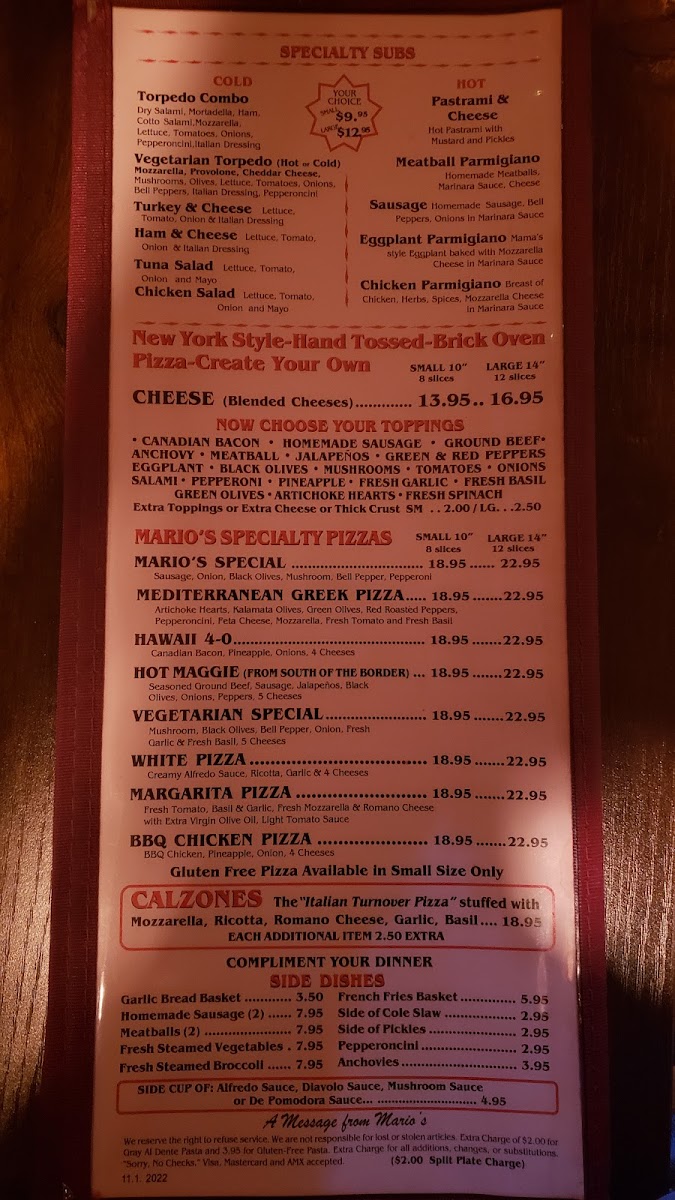 SPECIALTY SUBS
COLD
Torpedo Combo
Dry Salami, Mortadella, Ham,
Cotto Salami,Mozzarella,
Lettuce, Tomatoes, Onions,
Pepperoncini,Italian Dressing
Vegetarian Torpedo (Hot or Cold)
Mozzarella, Provolone, Cheddar Cheese,
Mushrooms, Olives, Lettuce, Tomatoes, Onions,
Bell Peppers, Italian Dressing, Pepperoncini
Turkey & Cheese Lettuce,
Tomato, Onion & Italian Dressing
Ham & Cheese Lettuce, Tomato,
Onion & Italian Dressing
Tuna Salad Lettuce, Tomato,
Onion and Mayo
Chicken Salad Lettuce, Tomato,
Onion and Mayo
YOUR
CHOICE
SMALL $9.95
LARGE $12.95
HOT
Pastrami &
Cheese
Hot Pastrami with
Mustard and Pickles
Meatball Parmigiano
Homemade Meatballs,
Marinara Sauce, Cheese
Sausage Homemade Sausage, Bell
Peppers, Onions in Marinara Sauce
Eggplant Parmigiano Mama's
style Eggplant baked with Mozzarella
Cheese in Marinara Sauce
Chicken Parmigiano Breast of
Chicken, Herbs, Spices, Mozzarella Cheese
in Marinara Sauce
New York Style-Hand Tossed-Brick Oven
Pizza-Create Your Own SMALL 10" LARGE 14"
8 slices 12 slices
CHEESE (Blended Cheeses)............. 13.95.. 16.95
NOW CHOOSE YOUR TOPPINGS
• CANADIAN BACON • HOMEMADE SAUSAGE • GROUND BEEF•
ANCHOVY • MEATBALL • JALAPEÑOS • GREEN & RED PEPPERS
EGGPLANT • BLACK OLIVES • MUSHROOMS • TOMATOES • ONIONS
SALAMI • PEPPERONI • PINEAPPLE • FRESH GARLIC • FRESH BASIL
GREEN OLIVES • ARTICHOKE HEARTS • FRESH SPINACH
Extra Toppings or Extra Cheese or Thick Crust SM . . 2.00 / LG. . .2.50
MARIO'S SPECIALTY PIZZAS SMALL 10" LARGE 14"
8 slices 12 slices
MARIO'S SPECIAL .............................. 18.95 ...... 22.95
Sausage, Onion, Black Olives, Mushroom, Bell Pepper, Pepperoni
MEDITERRANEAN GREEK PIZZA..... 18.95 .......22.95
Artichoke Hearts, Kalamata Olives, Green Olives, Red Roasted Peppers,
Pepperoncini, Feta Cheese, Mozzarella, Fresh Tomato and Fresh Basil
HAWAII 4-0............................................ 18.95 .......22.95
Canadian Bacon, Pineapple, Onions, 4 Cheeses
HOT MAGGIE (FROM SOUTH OF THE BORDER) ... 18.95 .......22.95
Seasoned Ground Beef, Sausage, Jalapeños, Black
Olives, Onions, Peppers, 5 Cheeses
VEGETARIAN SPECIAL......................... 18.95 .......22.95
Mushroom, Black Olives, Bell Pepper, Onion, Fresh
Garlic & Fresh Basil, 5 Cheeses
WHITE PIZZA........................................ 18.95 .......22.95
Creamy Alfredo Sauce, Ricotta, Garlic & 4 Cheeses
MARGARITA PIZZA .............................. 18.95 .......22.95
Fresh Tomato, Basil & Garlic, Fresh Mozzarella & Romano Cheese
with Extra Virgin Olive Oil, Light Tomato Sauce
BBQ CHICKEN PIZZA .......................... 18.95 .......22.95
BBQ Chicken, Pineapple, Onion, 4 Cheeses
Gluten Free Pizza Available in Small Size Only
CALZONES The "Italian Turnover Pizza" stuffed with
Mozzarella, Ricotta, Romano Cheese, Garlic, Basil.... 18.95
EACH ADDITIONAL ITEM 2.50 EXTRA
COMPLIMENT YOUR DINNER
SIDE DISHES
Garlic Bread Basket ............ 3.50
Homemade Sausage (2) ...... 7.95
Meatballs (2) ...................... 7.95
Fresh Steamed Vegetables . 7.95
Fresh Steamed Broccoli ...... 7.95
French Fries Basket .............. 5.95
Side of Cole Slaw .................. 2.95
Side of Pickles ...................... 2.95
Pepperoncini ........................ 2.95
Anchovies ............................. 3.95
SIDE CUP OF: Alfredo Sauce, Diavolo Sauce, Mushroom Sauce
or De Pomodora Sauce... ............................ 4.95
A Message from Mario's
We reserve the right to refuse service. We are not responsible for lost or stolen articles. Extra Charge of $2.00 for
Qnay Al Dente Pasta and 3.95 for Gluten-Free Pasta. Extra Charge for all additions, changes, or substitutions.
"Sorry, No Checks." Visa, Mastercard and AMX accepted. ($2.00 Split Plate Charge)
11.1. 2022